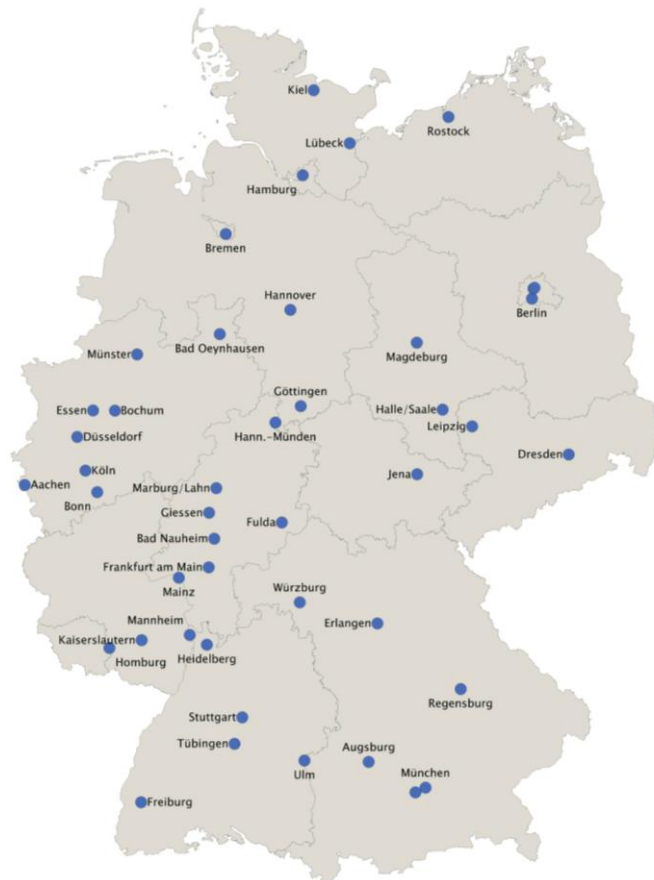 Kiel
Rostock
Lübeck
Hamburg
Bremen
Hannover
Berlin
Bad Oeynhausen
Magdeburg
Münster
Göttingen
Essen
Bochum
Halle/Saale
Leipzig
Hann.-Münden
Düsseldorf
Dresden
Köln
Jena
Aachen
Marburg/Lahn
Bonn
Giessen
Fulda
Bad Nauheim
Frankfurt am Main
Mainz
Würzburg
Mannheim
Erlangen
Kaiserslautern
Homburg
Heidelberg
Regensburg
Stuttgart
Tübingen
Augsburg
Ulm
München
Freiburg